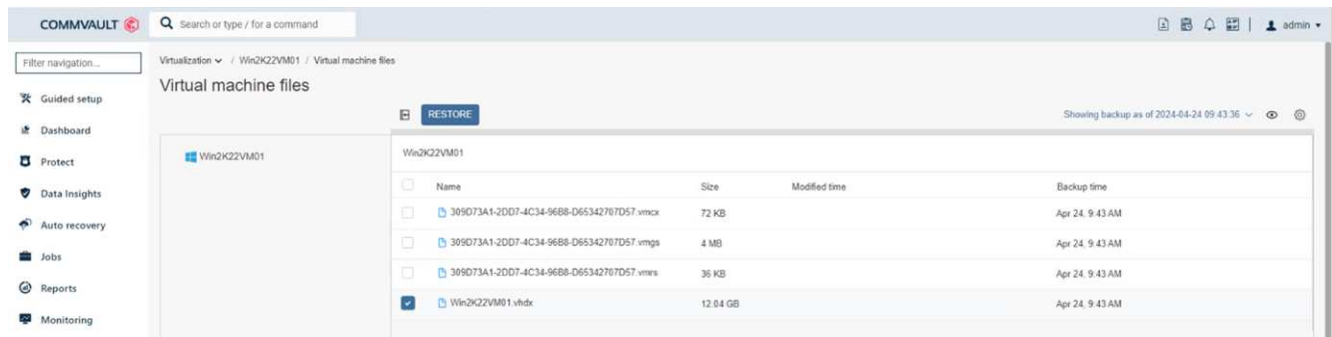 COMMVAULT Search or type / for a command admin
Filter navigation... Virtualization / Win2K22VM01 / Virtual machine files
Virtual machine files
Guided setup
RESTORE Showing backup as of 2024-04-24 09:43:36
Dashboard
Protect
Data Insights
Auto recovery
Jobs
Reports
Monitoring
Win2K22VM01
Win2K22VM01
Name Size Modified time Backup time
309D73A1-2DD7-4C34-96B8-D65342707D57.vmcx 72 KB Apr 24, 9:43 AM
309D73A1-2DD7-4C34-96B8-D65342707D57.vmgs 4 MB Apr 24, 9:43 AM
309D73A1-2DD7-4C34-96B8-D65342707D57.vmrs 36 KB Apr 24, 9:43 AM
Win2K22VM01.vhdx 12.04 GB Apr 24, 9:43 AM